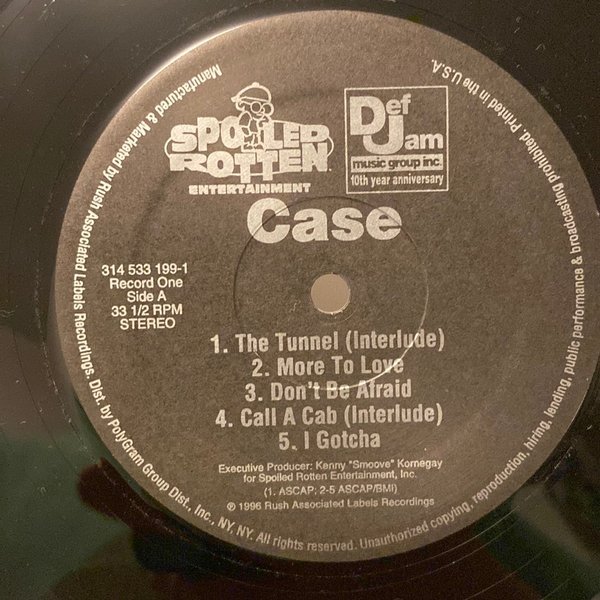 SPOILED
ROTTEN
ENTERTAINMENT
Def
Jam
music group inc.
10th year anniversary
Case
314 533 199-1
Record One
Side A
33 1/2 RPM
STEREO
1. The Tunnel (Interlude)
2. More To Love
3. Don't Be Afraid
4. Call A Cab (Interlude)
5. I Gotcha
Executive Producer: Kenny "Smoove" Kornegay
for Spoiled Rotten Entertainment, Inc.
(1. ASCAP: 2-5 ASCAP/BMI)
℗ 1996 Rush Associated Labels Recordings
Manufactured & Marketed by Rush Associated Labels Recordings. Dist. by PolyGram Group Dist., Inc., NY, NY. All rights reserved. Unauthorized copying, reproduction, hiring, lending, public performance & broadcasting prohibited. Printed in the U.S.A.